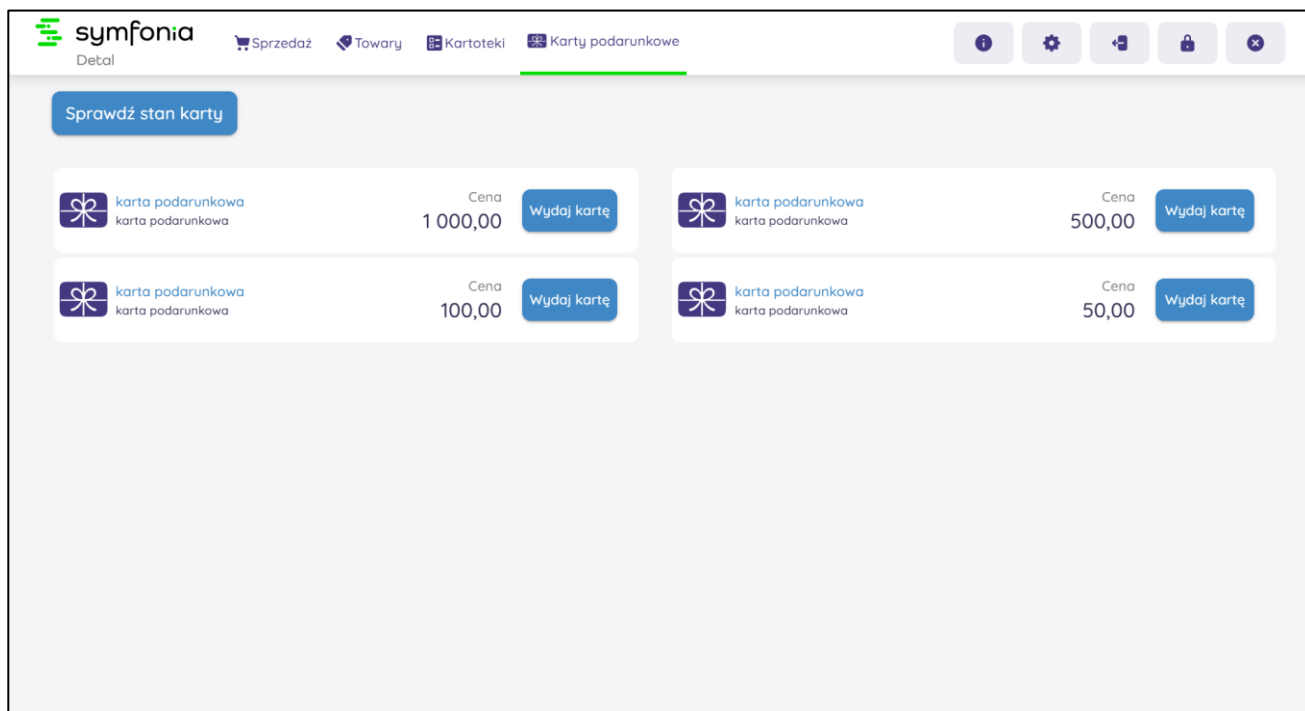 symfonia
Detal
Sprzedaż Towary Kartoteki Karty podarunkowe
Sprawdź stan karty
karta podarunkowa
karta podarunkowa
Cena
1 000,00
Wydaj kartę
karta podarunkowa
karta podarunkowa
Cena
500,00
Wydaj kartę
karta podarunkowa
karta podarunkowa
Cena
100,00
Wydaj kartę
karta podarunkowa
karta podarunkowa
Cena
50,00
Wydaj kartę